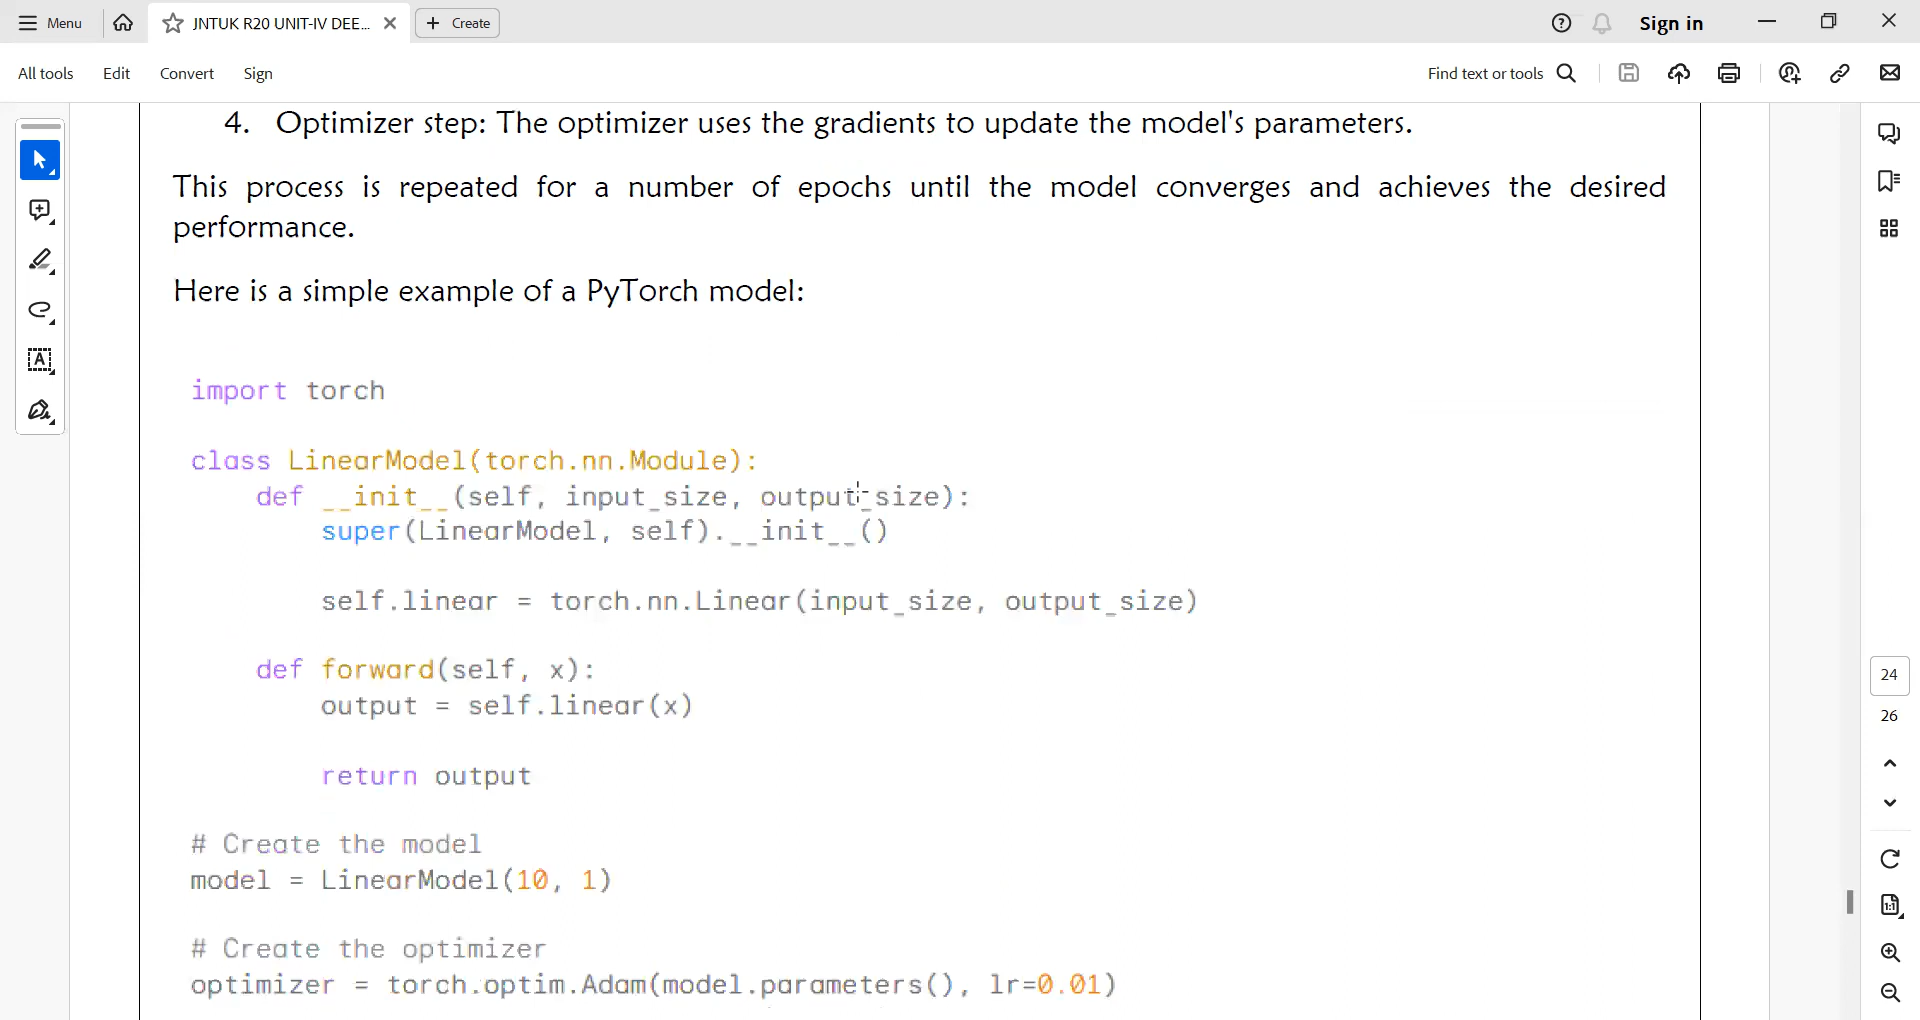 Menu
JNTUK R20 UNIT-IV DEE...
Create
Sign in
All tools
Edit
Convert
Sign
Find text or tools
4. Optimizer step: The optimizer uses the gradients to update the model's parameters.
This process is repeated for a number of epochs until the model converges and achieves the desired
performance.
Here is a simple example of a PyTorch model:
import torch
class LinearModel(torch.nn.Module):
    def __init__(self, input_size, output_size):
        super(LinearModel, self).__init__()
        self.linear = torch.nn.Linear(input_size, output_size)
    def forward(self, x):
        output = self.linear(x)
        return output
# Create the model
model = LinearModel(10, 1)
# Create the optimizer
optimizer = torch.optim.Adam(model.parameters(), lr=0.01)
24
26